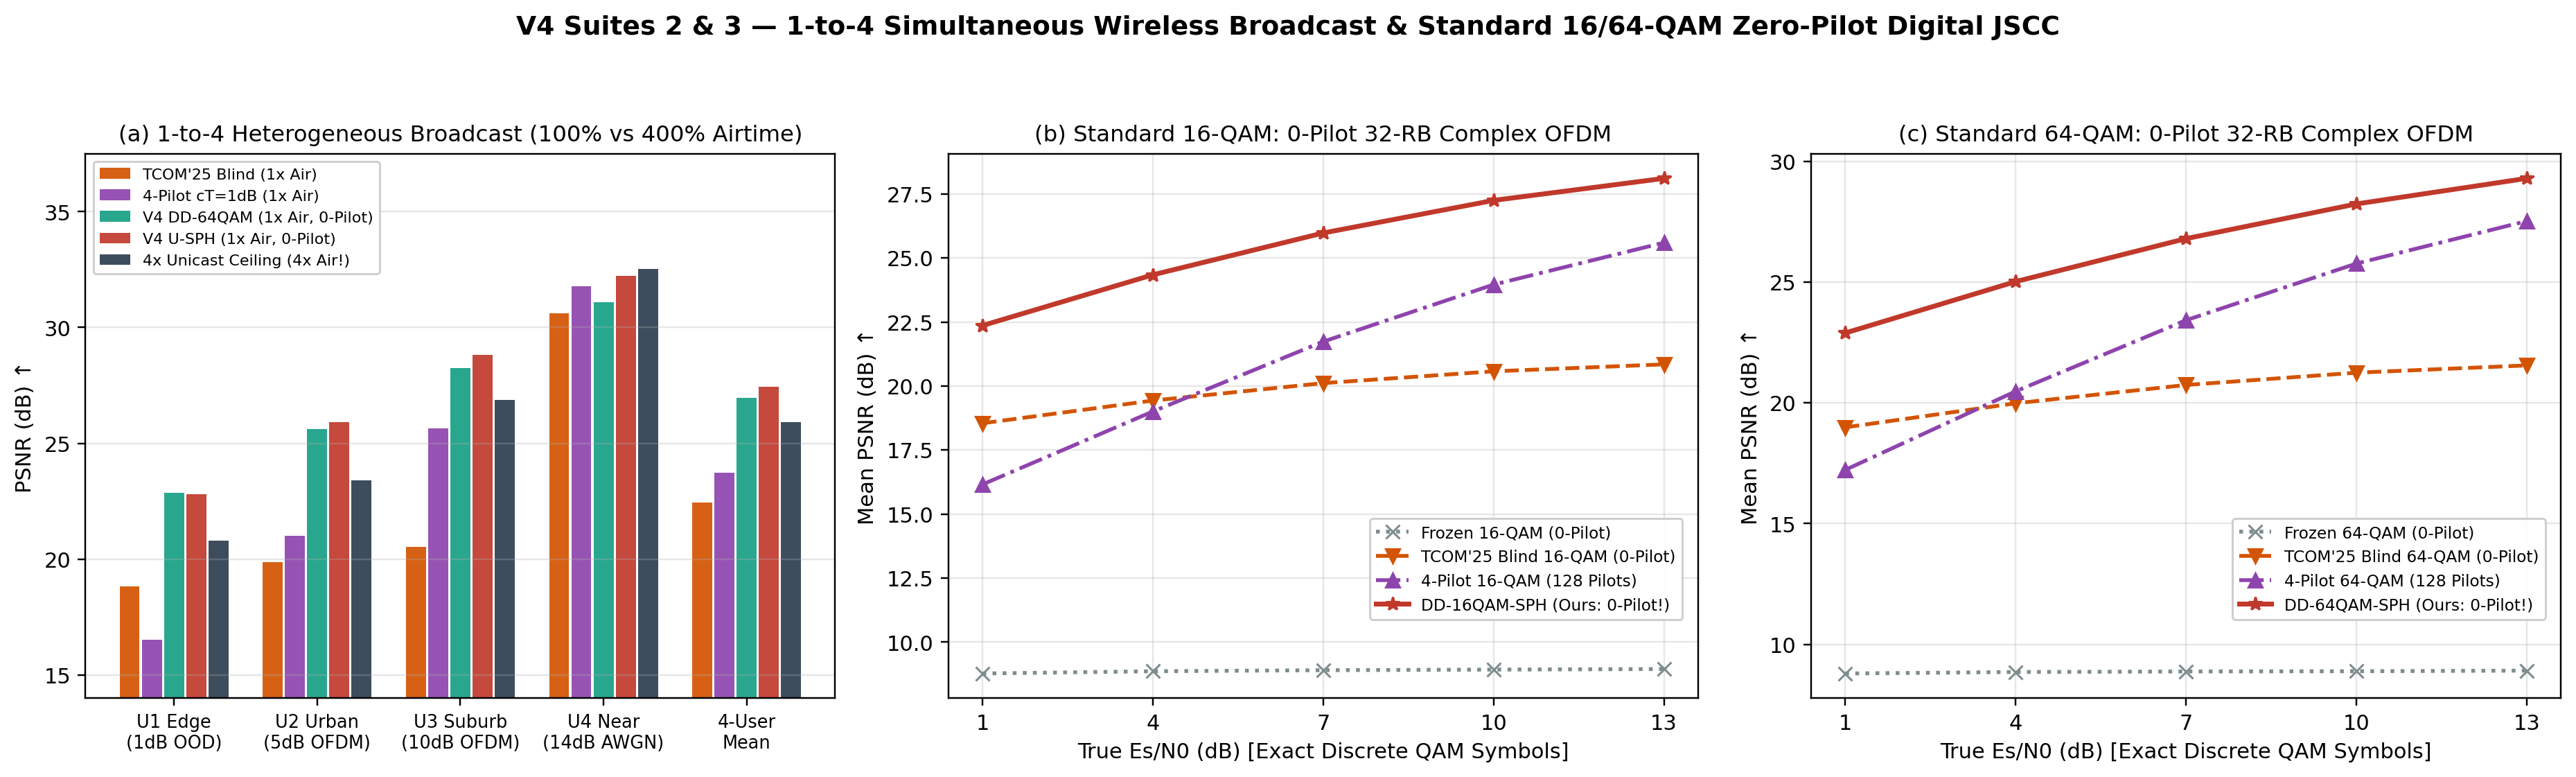 V4 Suites 2 & 3 — 1-to-4 Simultaneous Wireless Broadcast & Standard 16/64-QAM Zero-Pilot Digital JSCC
(a) 1-to-4 Heterogeneous Broadcast (100% vs 400% Airtime)
TCOM'25 Blind (1x Air)
4-Pilot cT=1dB (1x Air)
V4 DD-64QAM (1x Air, 0-Pilot)
V4 U-SPH (1x Air, 0-Pilot)
4x Unicast Ceiling (4x Air!)
PSNR (dB) ↑
35
30
25
20
15
U1 Edge
(1dB OOD)
U2 Urban
(5dB OFDM)
U3 Suburb
(10dB OFDM)
U4 Near
(14dB AWGN)
4-User
Mean
(b) Standard 16-QAM: 0-Pilot 32-RB Complex OFDM
Mean PSNR (dB) ↑
27.5
25.0
22.5
20.0
17.5
15.0
12.5
10.0
Frozen 16-QAM (0-Pilot)
TCOM'25 Blind 16-QAM (0-Pilot)
4-Pilot 16-QAM (128 Pilots)
DD-16QAM-SPH (Ours: 0-Pilot!)
1 4 7 10 13
True Es/N0 (dB) [Exact Discrete QAM Symbols]
(c) Standard 64-QAM: 0-Pilot 32-RB Complex OFDM
Mean PSNR (dB) ↑
30
25
20
15
10
Frozen 64-QAM (0-Pilot)
TCOM'25 Blind 64-QAM (0-Pilot)
4-Pilot 64-QAM (128 Pilots)
DD-64QAM-SPH (Ours: 0-Pilot!)
1 4 7 10 13
True Es/N0 (dB) [Exact Discrete QAM Symbols]